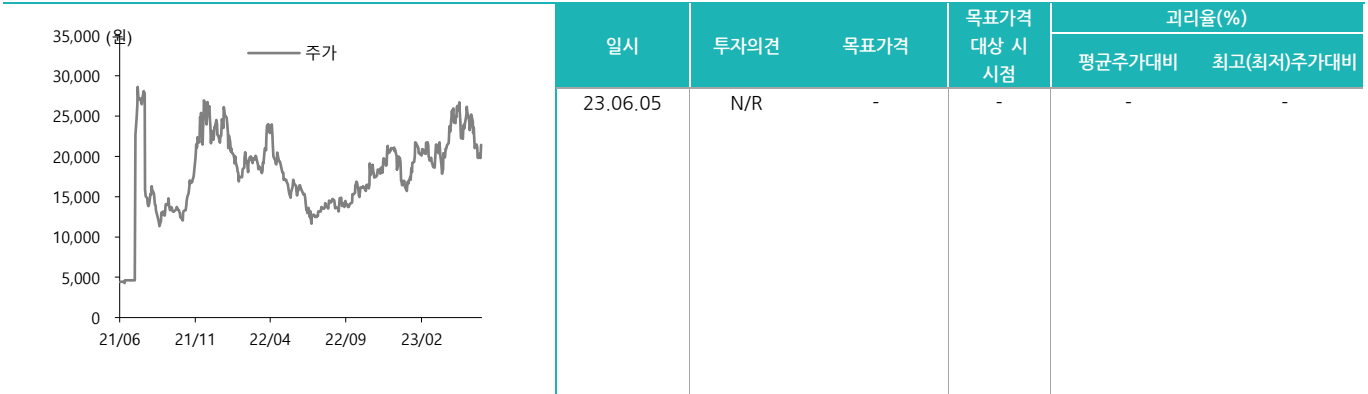 (원)
35,000
30,000
25,000
20,000
15,000
10,000
5,000
0
주가
21/06 21/11 22/04 22/09 23/02
일시 투자의견 목표가격 목표가격 대상 시 시점 괴리율(%)
평균주가대비 최고(최저)주가대비
23.06.05 N/R - - - -